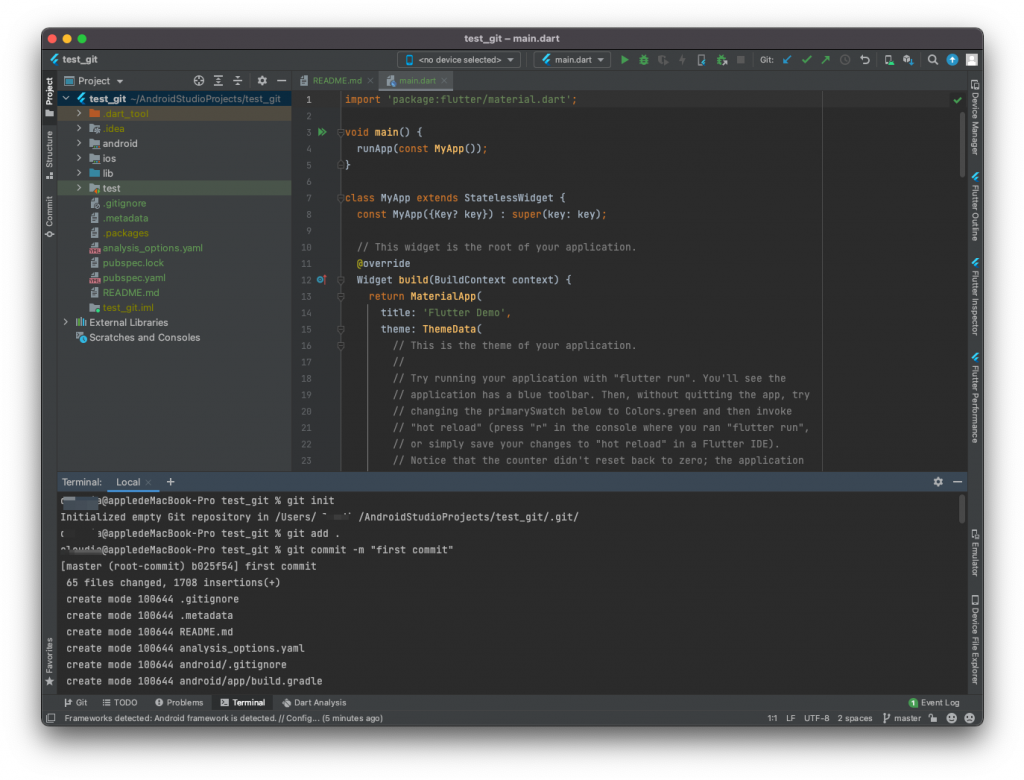 test_git – main.dart
test_git
<no device selected>
main.dart
Git:
Project
README.md
main.dart
Project
Structure
Commit
Favorites
test_git ~/AndroidStudioProjects/test_git
.dart_tool
.idea
android
ios
lib
test
.gitignore
.metadata
.packages
analysis_options.yaml
pubspec.lock
pubspec.yaml
README.md
test_git.iml
External Libraries
Scratches and Consoles
1 import 'package:flutter/material.dart';
2
3 void main() {
4 runApp(const MyApp());
5 }
6
7 class MyApp extends StatelessWidget {
8 const MyApp({Key? key}) : super(key: key);
9
10 // This widget is the root of your application.
11 @override
12 Widget build(BuildContext context) {
13 return MaterialApp(
14 title: 'Flutter Demo',
15 theme: ThemeData(
16 // This is the theme of your application.
17 //
18 // Try running your application with "flutter run". You'll see the
19 // application has a blue toolbar. Then, without quitting the app, try
20 // changing the primarySwatch below to Colors.green and then invoke
21 // "hot reload" (press "r" in the console where you ran "flutter run",
22 // or simply save your changes to "hot reload" in a Flutter IDE).
23 // Notice that the counter didn't reset back to zero; the application
Device Manager
Flutter Outline
Flutter Inspector
Flutter Performance
Emulator
Device File Explorer
Terminal: Local +
a@appledeMacBook-Pro test_git % git init
Initialized empty Git repository in /Users/ /AndroidStudioProjects/test_git/.git/
a@appledeMacBook-Pro test_git % git add .
@appledeMacBook-Pro test_git % git commit -m "first commit"
[master (root-commit) b025f54] first commit
65 files changed, 1708 insertions(+)
create mode 100644 .gitignore
create mode 100644 .metadata
create mode 100644 README.md
create mode 100644 analysis_options.yaml
create mode 100644 android/.gitignore
create mode 100644 android/app/build.gradle
Git TODO Problems Terminal Dart Analysis 1 Event Log
Frameworks detected: Android framework is detected. // Config... (5 minutes ago) 1:1 LF UTF-8 2 spaces master